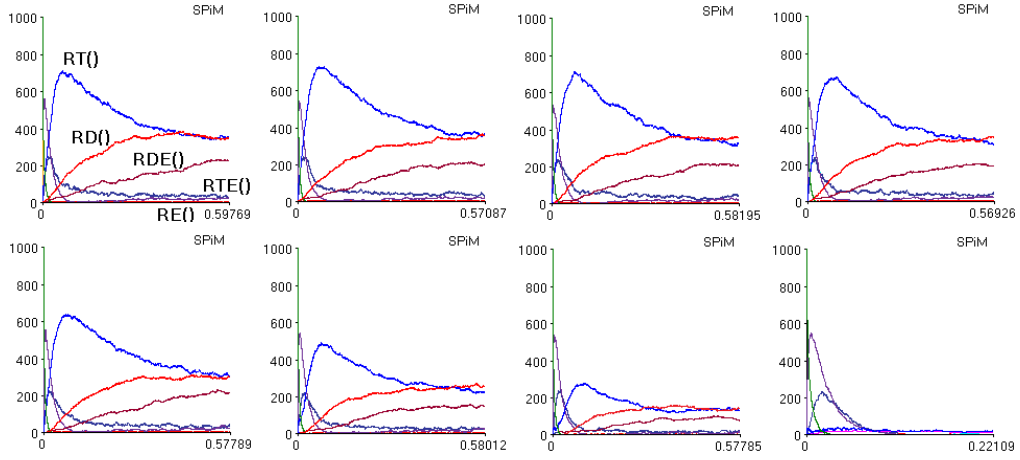 SPiM SPiM SPiM SPiM
1000 1000 1000 1000
RT()
800 800 800 800
600 600 600 600
RD()
400 400 400 400
RDE()
200 200 200 200
RTE()
0 0 0 0
0 RE() 0.59769 0 0.57087 0 0.58195 0 0.56926
SPiM SPiM SPiM SPiM
1000 1000 1000 1000
800 800 800 800
600 600 600 600
400 400 400 400
200 200 200 200
0 0 0 0
0 0.57789 0 0.58012 0 0.57785 0 0.22109